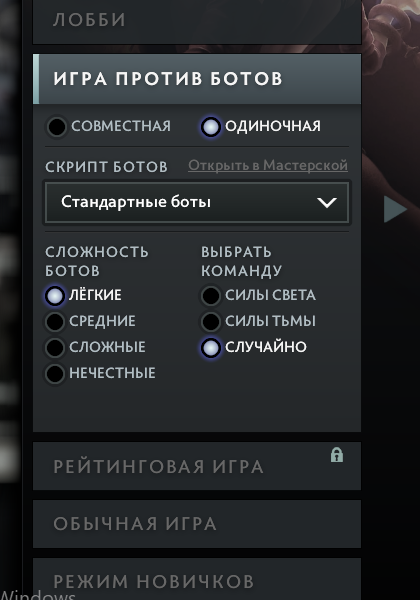 ЛОББИ
ИГРА ПРОТИВ БОТОВ
СОВМЕСТНАЯ ОДИНОЧНАЯ
СКРИПТ БОТОВ Открыть в Мастерской
Стандартные боты
СЛОЖНОСТЬ БОТОВ
ЛЁГКИЕ
СРЕДНИЕ
СЛОЖНЫЕ
НЕЧЕСТНЫЕ
ВЫБРАТЬ КОМАНДУ
СИЛЫ СВЕТА
СИЛЫ ТЬМЫ
СЛУЧАЙНО
РЕЙТИНГОВАЯ ИГРА
ОБЫЧНАЯ ИГРА
РЕЖИМ НОВИЧКОВ
Windows